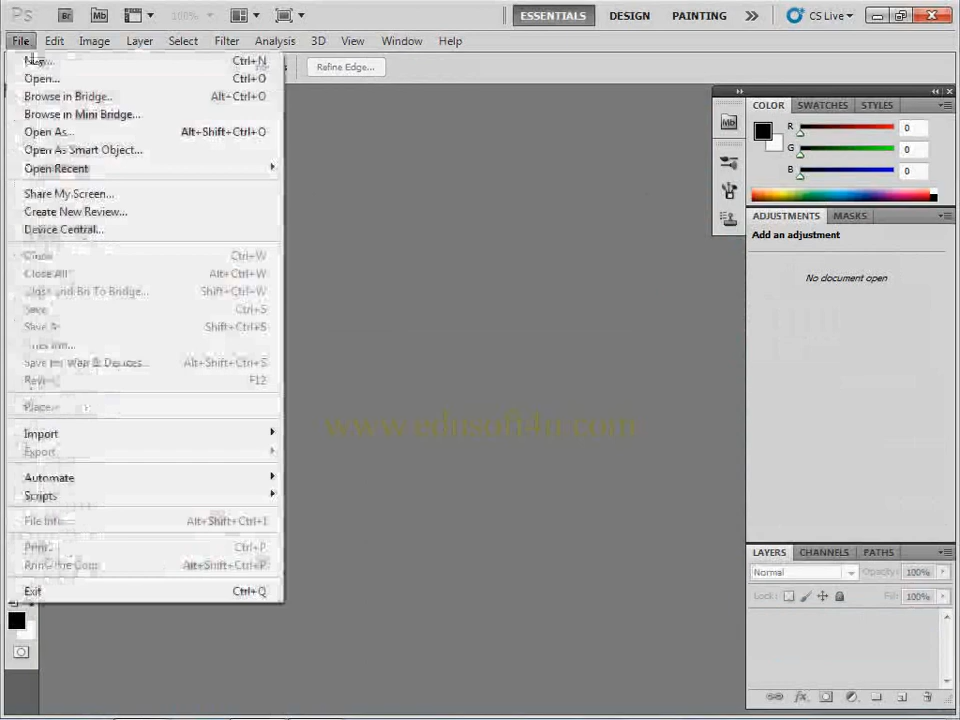 Ps Br Mb 100% ESSENTIALS DESIGN PAINTING CS Live
File Edit Image Layer Select Filter Analysis 3D View Window Help
Refine Edge...
New... Ctrl+N
Open... Ctrl+O
Browse in Bridge... Alt+Ctrl+O
Browse in Mini Bridge...
Open As... Alt+Shift+Ctrl+O
Open As Smart Object...
Open Recent
Share My Screen...
Create New Review...
Device Central...
Close Ctrl+W
Close All Alt+Ctrl+W
Shift+Ctrl+W
Save Ctrl+S
Save As Shift+Ctrl+S
Save for Web & Devices... Alt+Shift+Ctrl+S
Revert F12
Place...
Import
Export
Automate
Scripts
File Info... Alt+Shift+Ctrl+I
Print... Ctrl+P
Print One Copy Alt+Shift+Ctrl+P
Exit Ctrl+Q
Mb
COLOR SWATCHES STYLES
R 0
G 0
B 0
ADJUSTMENTS MASKS
Add an adjustment
No document open
LAYERS CHANNELS PATHS
Normal Opacity: 100%
Lock: Fill: 100%